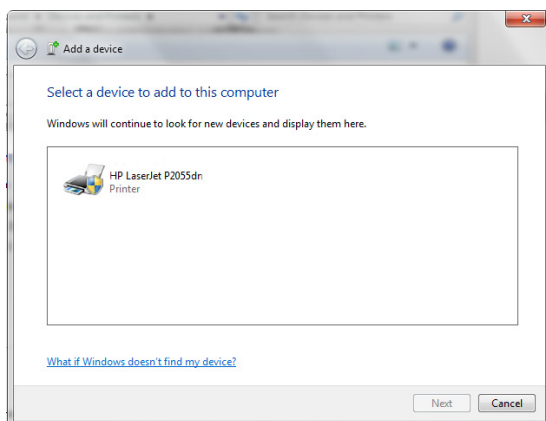 Add a device
Select a device to add to this computer
Windows will continue to look for new devices and display them here.
HP LaserJet P2055dn
Printer
What if Windows doesn't find my device?
Next
Cancel